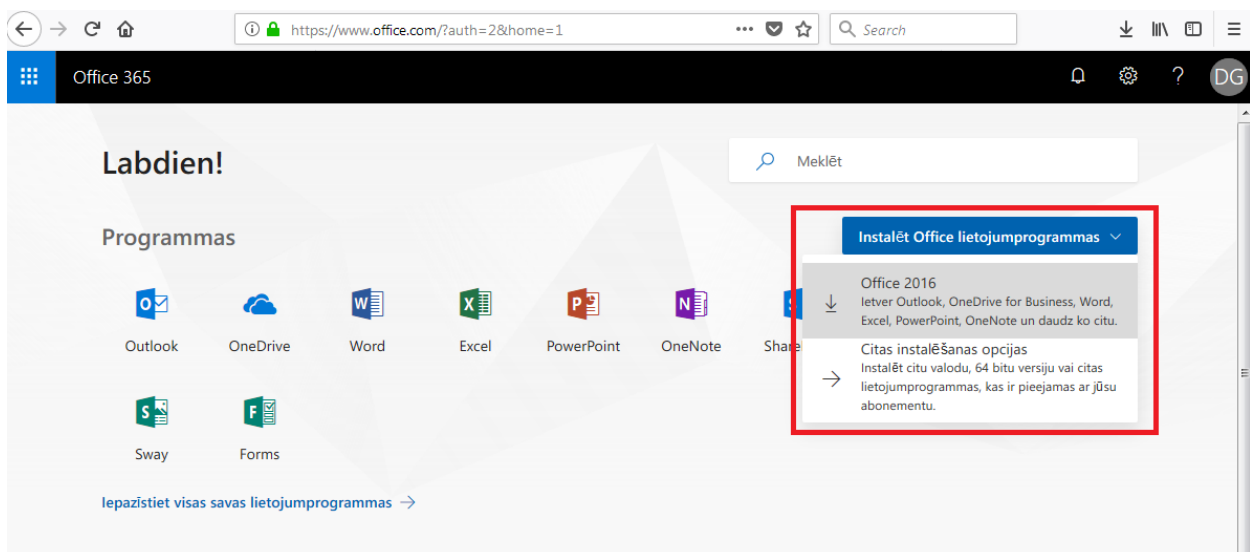 https://www.office.com/?auth=2&home=1
Search
Office 365
DG
Labdien!
Meklēt
Programmas
Instalēt Office lietojumprogrammas
Office 2016
Ietver Outlook, OneDrive for Business, Word,
Excel, PowerPoint, OneNote un daudz ko citu.
Citas instalēšanas opcijas
Instalēt citu valodu, 64 bitu versiju vai citas
lietojumprogrammas, kas ir pieejamas ar jūsu
abonementu.
Outlook
OneDrive
Word
Excel
PowerPoint
OneNote
Share
Sway
Forms
Iepazīstiet visas savas lietojumprogrammas